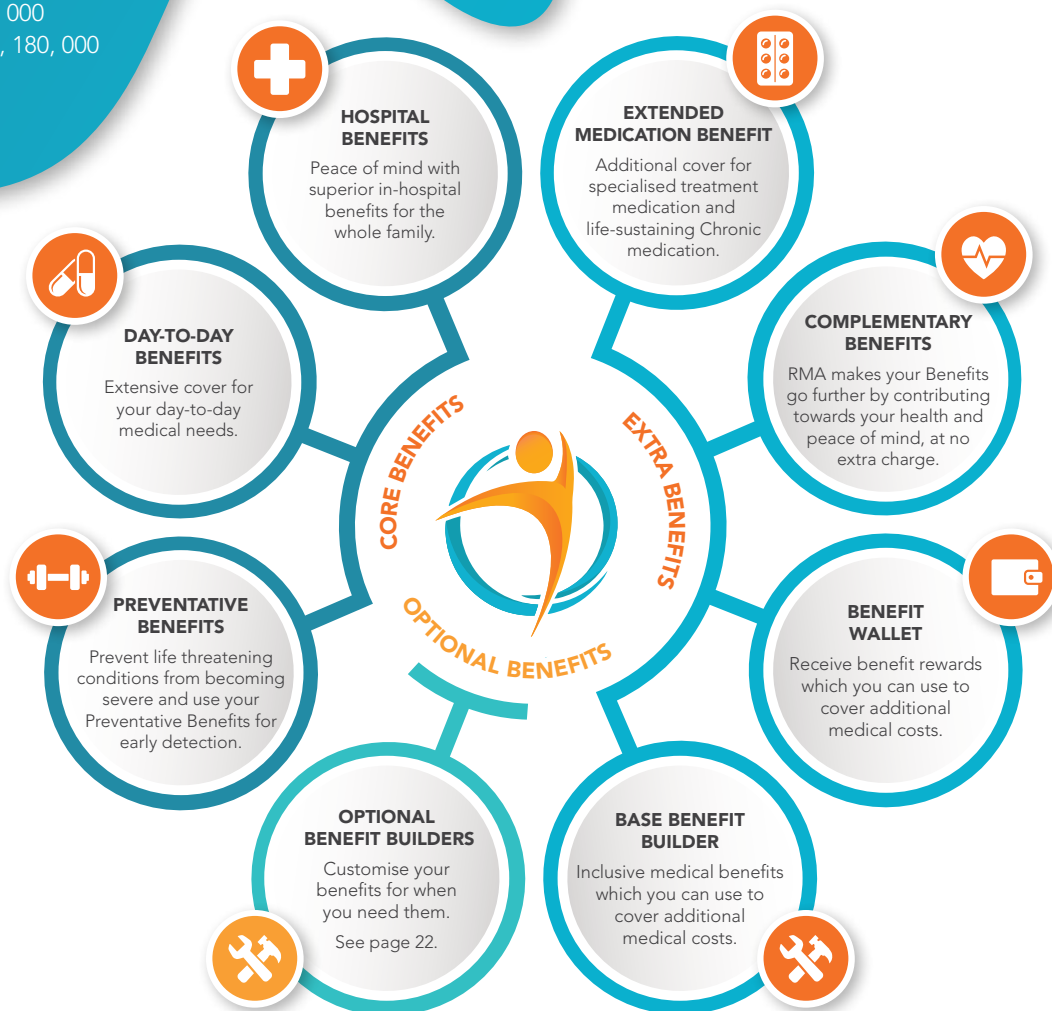 000
, 180, 000
HOSPITAL
BENEFITS
Peace of mind with
superior in-hospital
benefits for the
whole family.
EXTENDED
MEDICATION BENEFIT
Additional cover for
specialised treatment
medication and
life-sustaining Chronic
medication.
DAY-TO-DAY
BENEFITS
Extensive cover for
your day-to-day
medical needs.
COMPLEMENTARY
BENEFITS
RMA makes your Benefits
go further by contributing
towards your health and
peace of mind, at no
extra charge.
CORE BENEFITS
EXTRA BENEFITS
OPTIONAL BENEFITS
PREVENTATIVE
BENEFITS
Prevent life threatening
conditions from becoming
severe and use your
Preventative Benefits for
early detection.
BENEFIT
WALLET
Receive benefit rewards
which you can use to
cover additional
medical costs.
OPTIONAL
BENEFIT BUILDERS
Customise your
benefits for when
you need them.
See page 22.
BASE BENEFIT
BUILDER
Inclusive medical benefits
which you can use to
cover additional
medical costs.